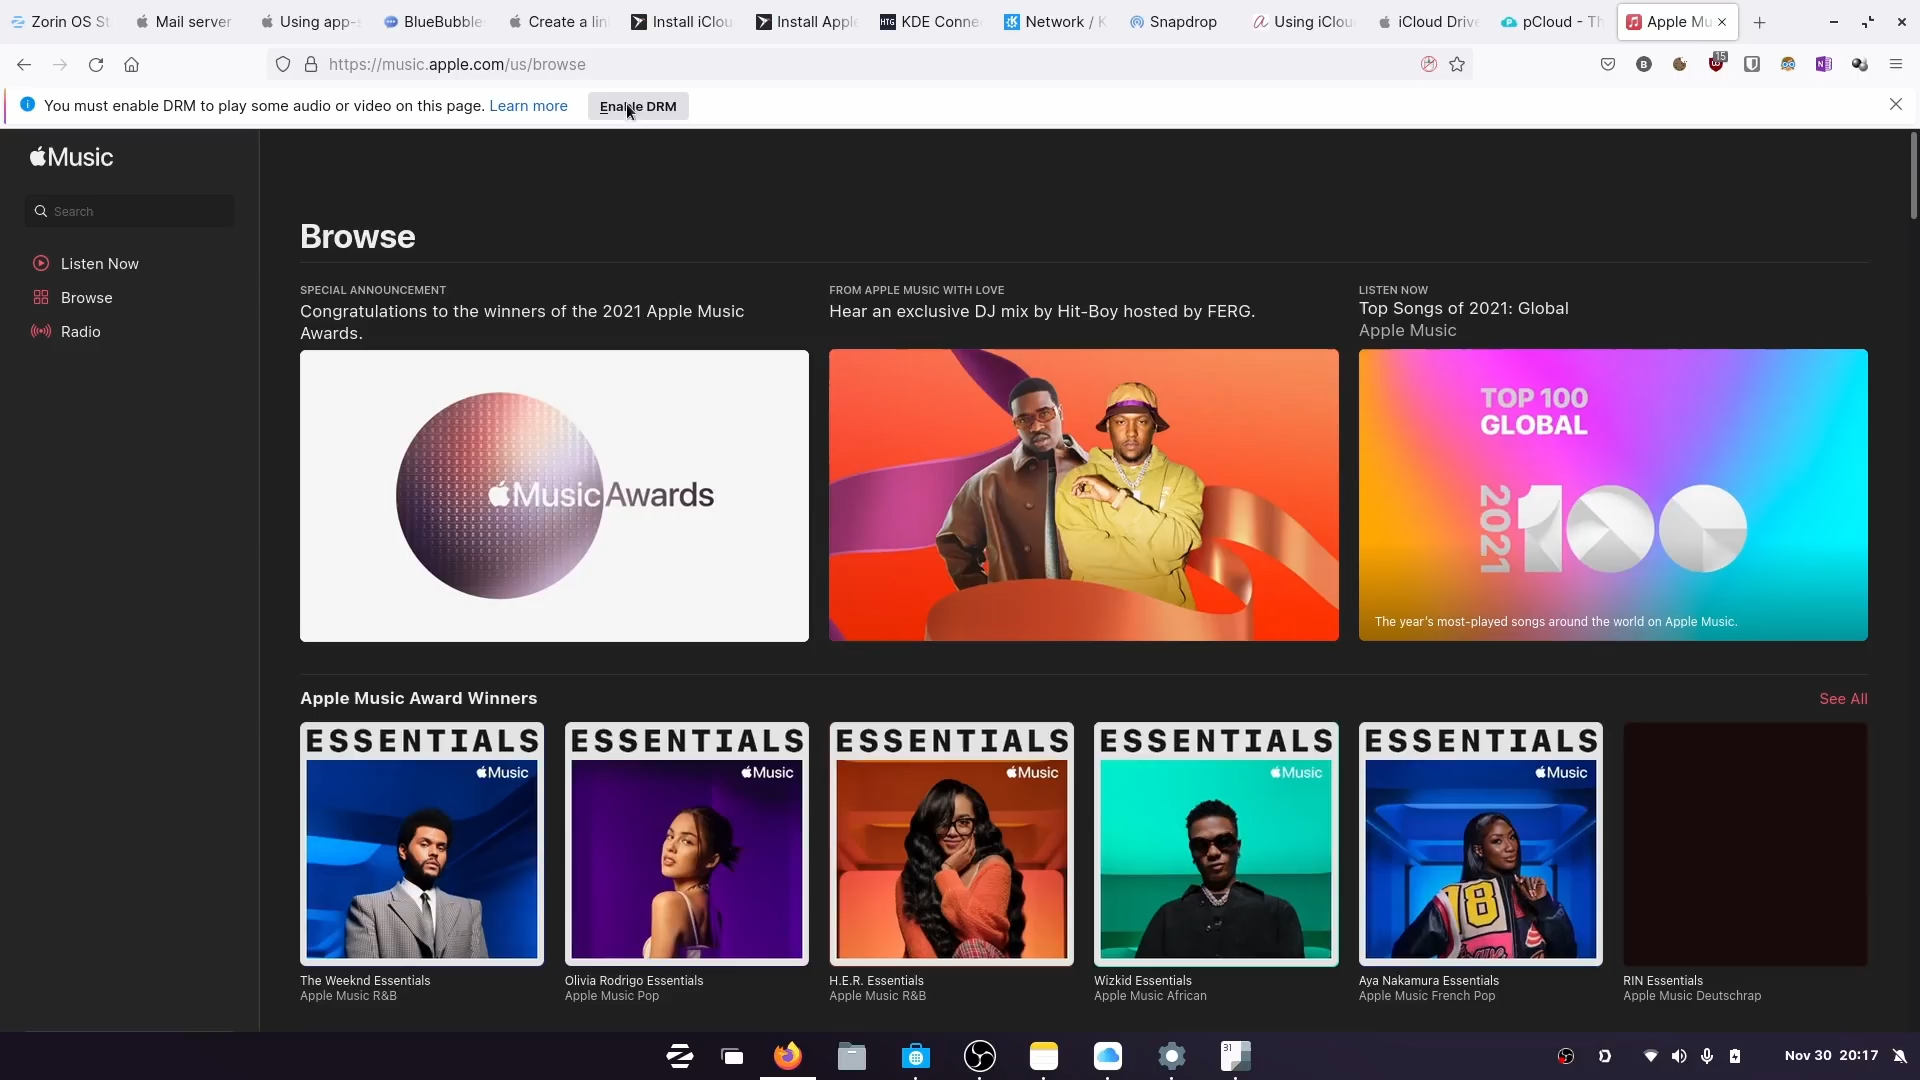 Zorin OS St
Mail server
Using app-
BlueBubble
Create a lin
Install iClou
Install Apple
HTG
KDE Conne
Network / K
Snapdrop
Using iClou
iCloud Drive
pCloud - Th
Apple Mu
https://music.apple.com/us/browse
15
You must enable DRM to play some audio or video on this page. Learn more
Enable DRM
Music
Search
Listen Now
Browse
Radio
Browse
SPECIAL ANNOUNCEMENT
Congratulations to the winners of the 2021 Apple Music
Awards.
FROM APPLE MUSIC WITH LOVE
Hear an exclusive DJ mix by Hit-Boy hosted by FERG.
LISTEN NOW
Top Songs of 2021: Global
Apple Music
Music Awards
TOP 100
GLOBAL
2021
100
The year's most-played songs around the world on Apple Music.
Apple Music Award Winners
See All
ESSENTIALS
Music
ESSENTIALS
Music
ESSENTIALS
Music
ESSENTIALS
Music
ESSENTIALS
Music
18
The Weeknd Essentials
Apple Music R&B
Olivia Rodrigo Essentials
Apple Music Pop
H.E.R. Essentials
Apple Music R&B
Wizkid Essentials
Apple Music African
Aya Nakamura Essentials
Apple Music French Pop
RIN Essentials
Apple Music Deutschrap
31
Nov 30 20:17